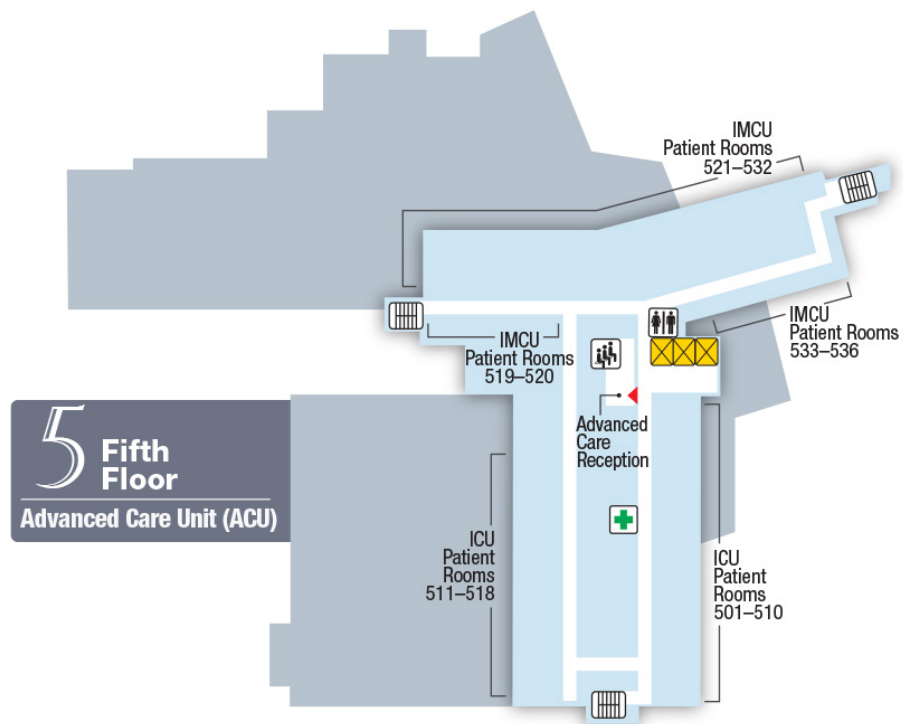 IMCU
Patient Rooms
521–532
IMCU
Patient Rooms
533–536
IMCU
Patient Rooms
519–520
Advanced
Care
Reception
5 Fifth
Floor
Advanced Care Unit (ACU)
ICU
Patient
Rooms
511–518
ICU
Patient
Rooms
501–510